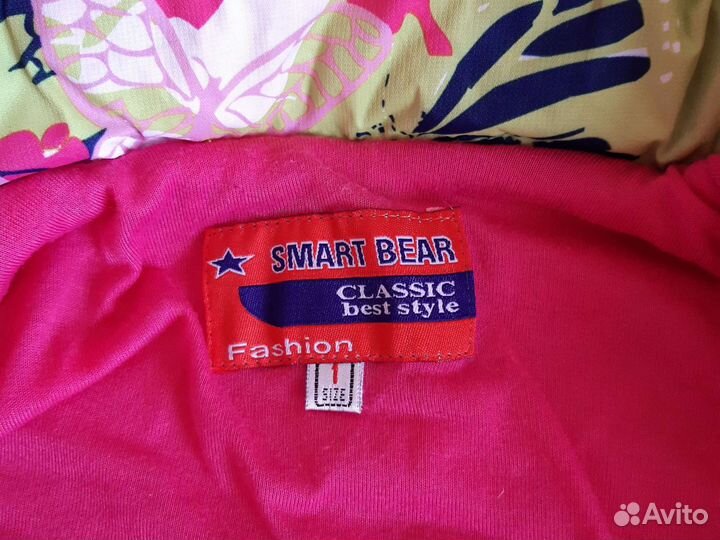 SMART BEAR
CLASSIC
best style
Fashion
1
SIZE
Avito